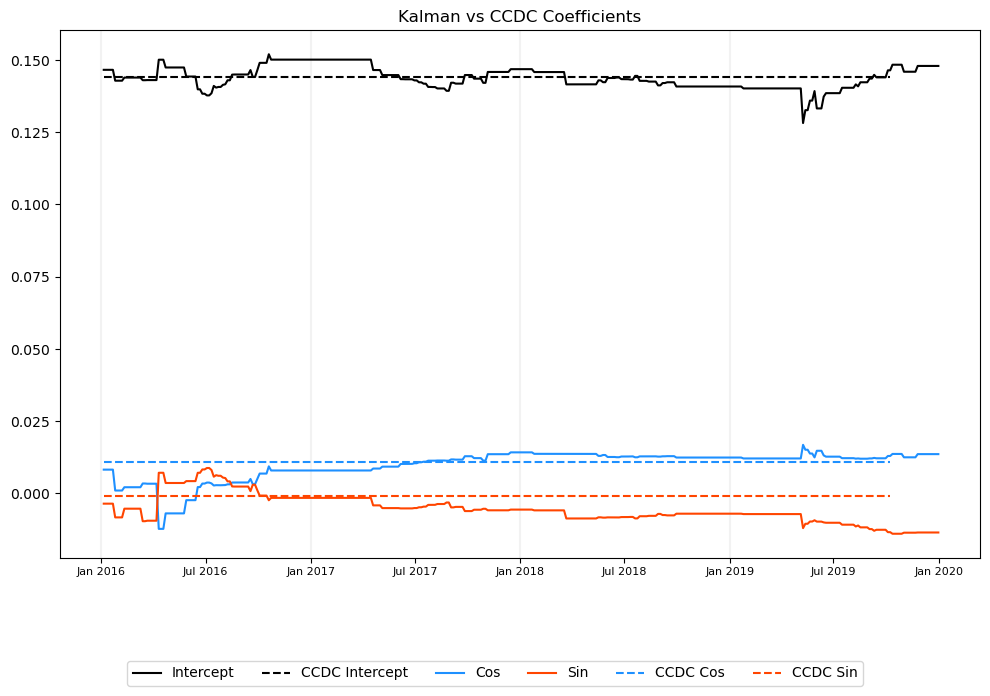 Kalman vs CCDC Coefficients
0.150
0.125
0.100
0.075
0.050
0.025
0.000
Jan 2016 Jul 2016 Jan 2017 Jul 2017 Jan 2018 Jul 2018 Jan 2019 Jul 2019 Jan 2020
Intercept CCDC Intercept Cos Sin CCDC Cos CCDC Sin